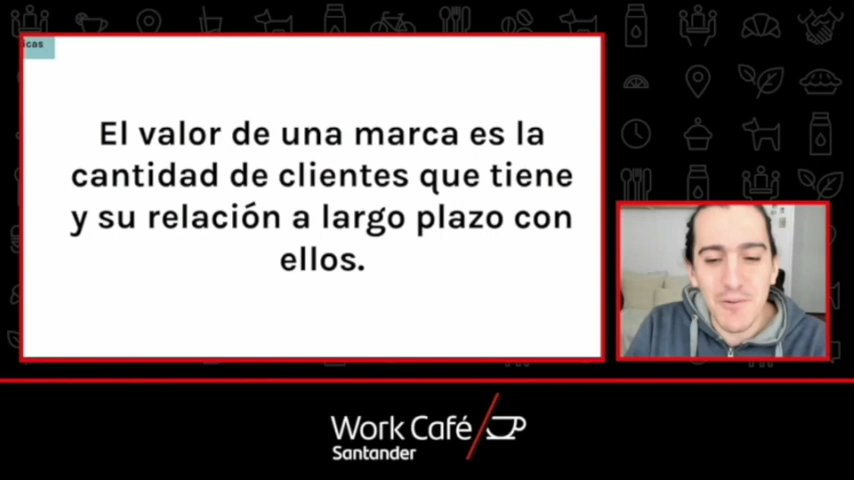 icas
El valor de una marca es la
cantidad de clientes que tiene
y su relación a largo plazo con
ellos.
Work Café
Santander